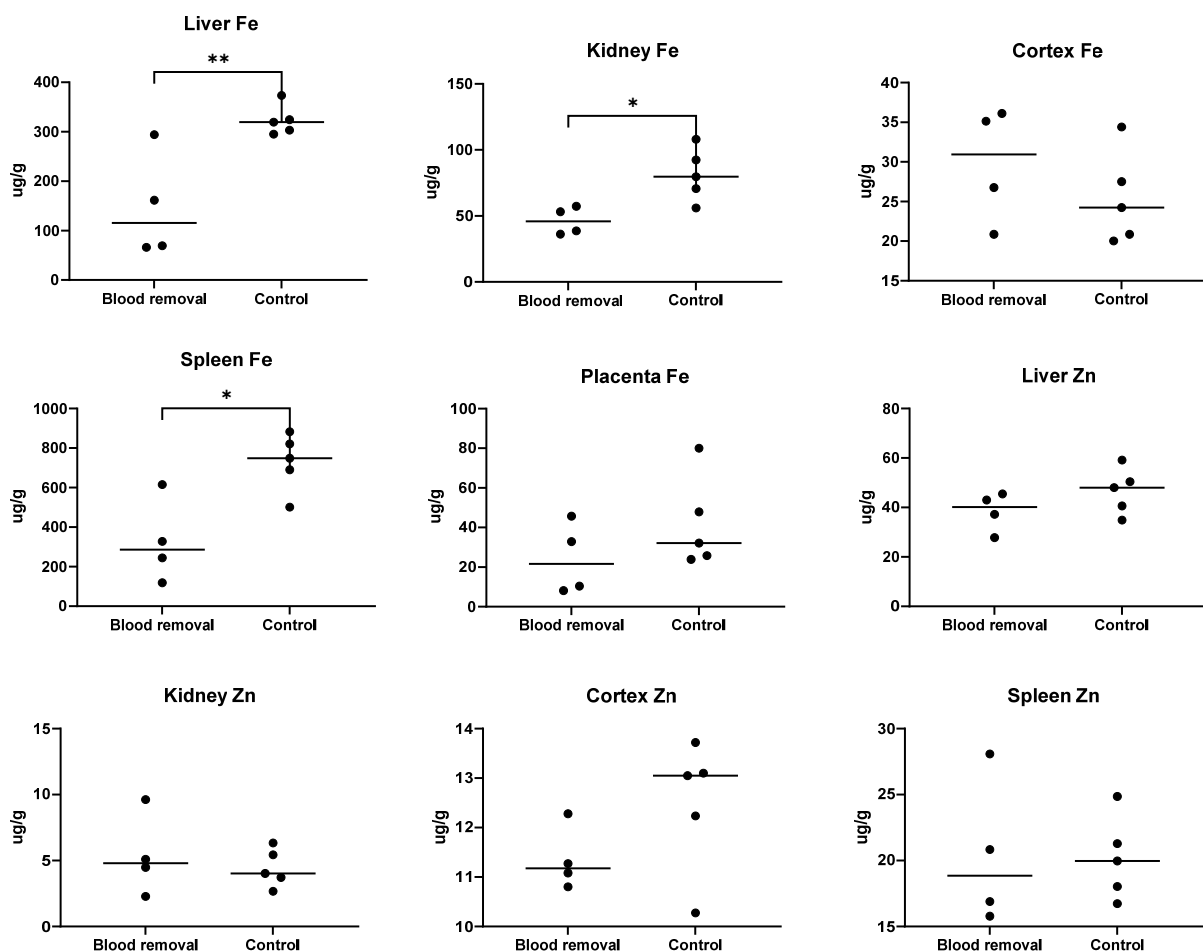 Liver Fe
**
400
300
200
100
0
ug/g
Blood removal
Control
Kidney Fe
*
150
100
50
0
ug/g
Blood removal
Control
Cortex Fe
40
35
30
25
20
15
ug/g
Blood removal
Control
Spleen Fe
*
1000
800
600
400
200
0
ug/g
Blood removal
Control
Placenta Fe
100
80
60
40
20
0
ug/g
Blood removal
Control
Liver Zn
80
60
40
20
0
ug/g
Blood removal
Control
Kidney Zn
15
10
5
0
ug/g
Blood removal
Control
Cortex Zn
14
13
12
11
10
ug/g
Blood removal
Control
Spleen Zn
30
25
20
15
ug/g
Blood removal
Control